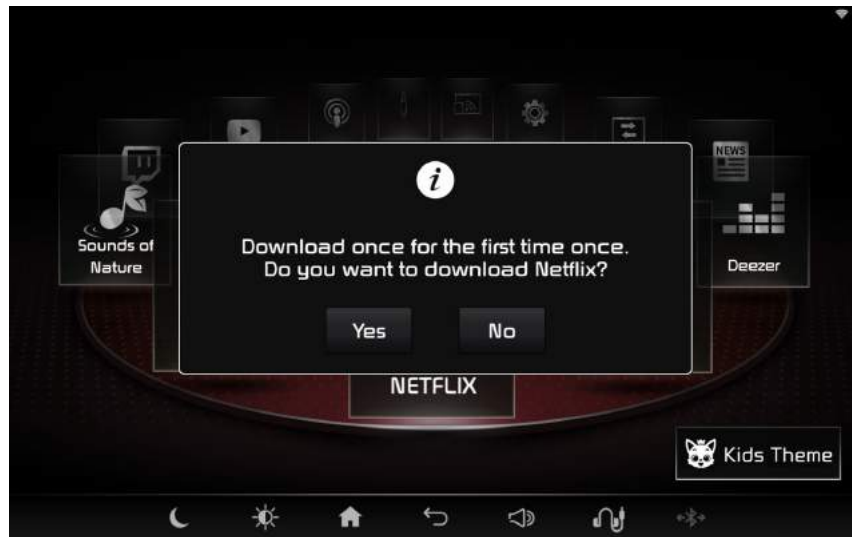 NEWS
Sounds of
Nature
Deezer
Download once for the first time once.
Do you want to download Netflix?
Yes
No
NETFLIX
Kids Theme